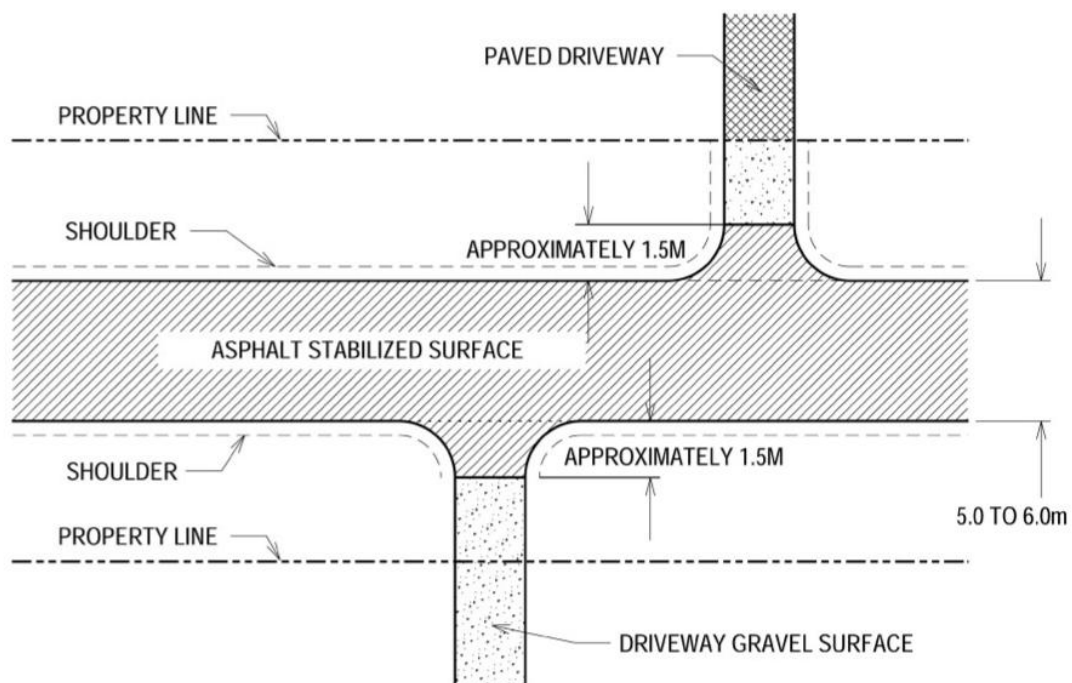 PAVED DRIVEWAY
PROPERTY LINE
SHOULDER
APPROXIMATELY 1.5M
ASPHALT STABILIZED SURFACE
APPROXIMATELY 1.5M
SHOULDER
5.0 TO 6.0m
PROPERTY LINE
DRIVEWAY GRAVEL SURFACE